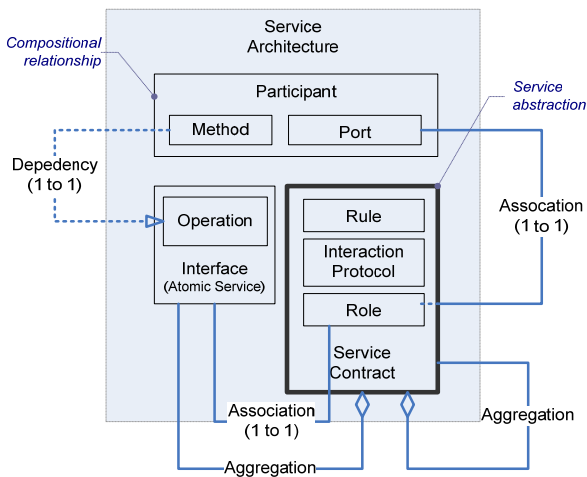 Service
Architecture
Compositional
relationship
Participant
Service
abstraction
Method
Port
Depedency
(1 to 1)
Assocation
(1 to 1)
Operation
Interface
(Atomic Service)
Rule
Interaction
Protocol
Role
Service
Contract
Association
(1 to 1)
Aggregation
Aggregation